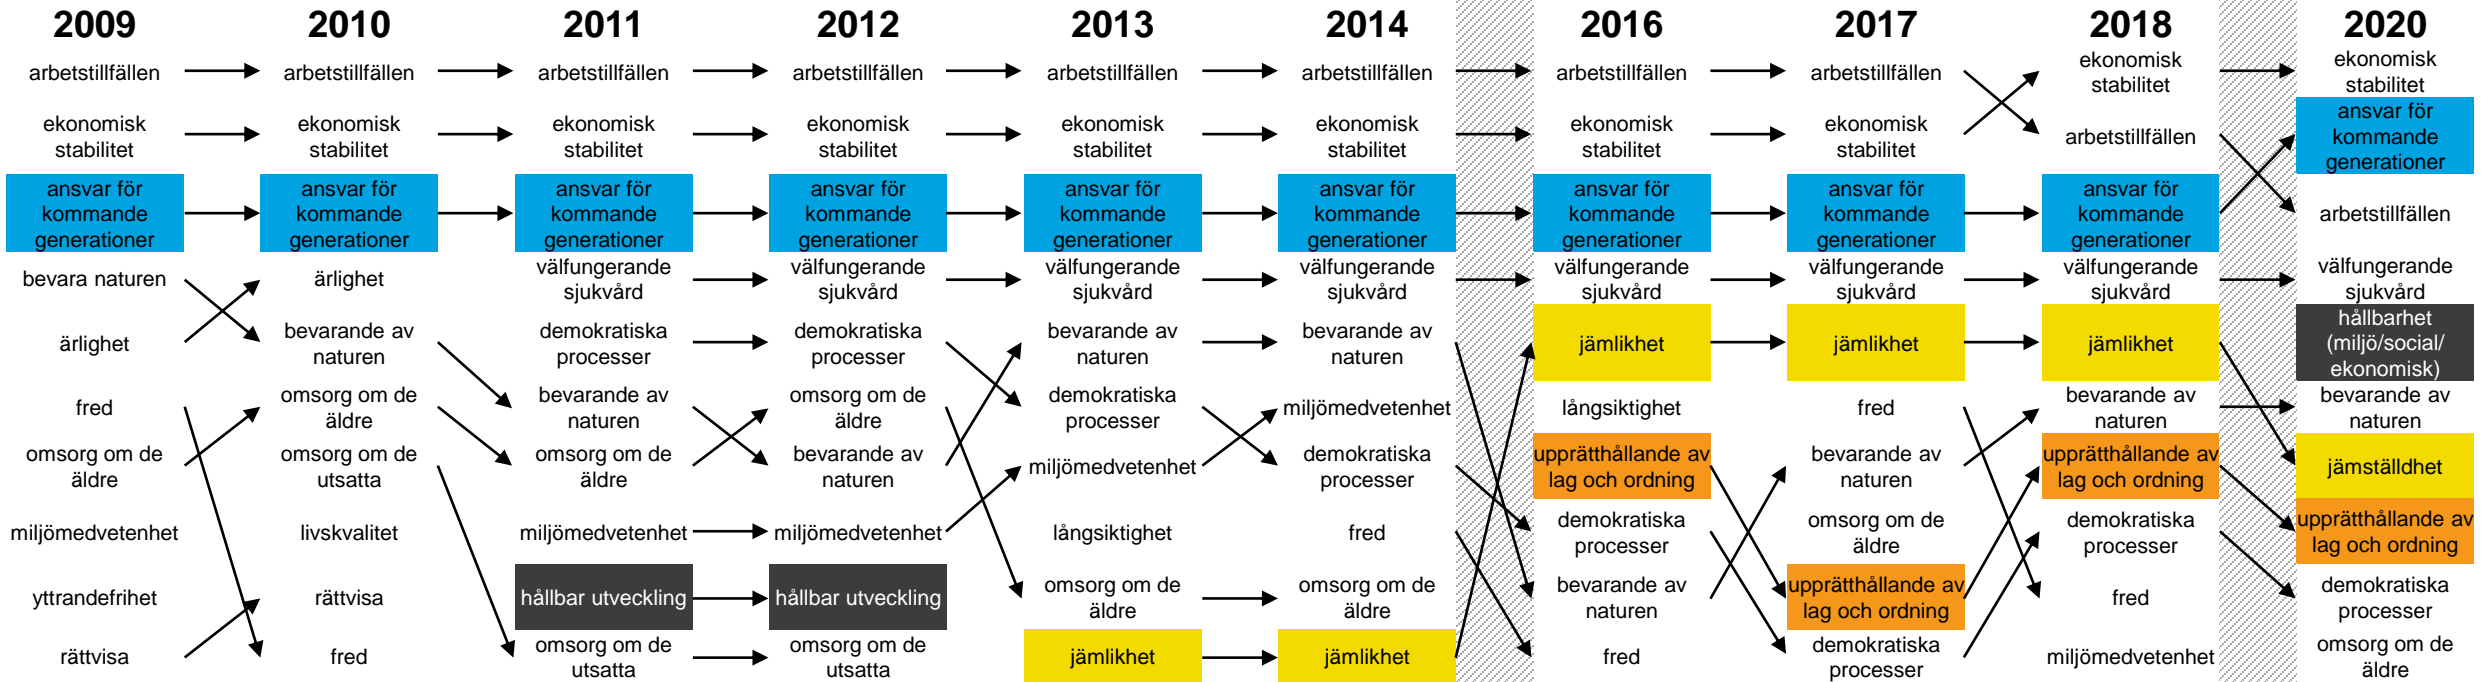 2009
arbetstillfällen
ekonomisk
stabilitet
ansvar för
kommande
generationer
bevara naturen
ärlighet
fred
omsorg om de
äldre
miljömedvetenhet
yttrandefrihet
rättvisa
2010
arbetstillfällen
ekonomisk
stabilitet
ansvar för
kommande
generationer
ärlighet
bevarande av
naturen
omsorg om de
äldre
omsorg om de
utsatta
livskvalitet
rättvisa
fred
2011
arbetstillfällen
ekonomisk
stabilitet
ansvar för
kommande
generationer
välfungerande
sjukvård
demokratiska
processer
bevarande av
naturen
omsorg om de
äldre
miljömedvetenhet
hållbar utveckling
omsorg om de
utsatta
2012
arbetstillfällen
ekonomisk
stabilitet
ansvar för
kommande
generationer
välfungerande
sjukvård
demokratiska
processer
omsorg om de
äldre
bevarande av
naturen
miljömedvetenhet
hållbar utveckling
omsorg om de
utsatta
2013
arbetstillfällen
ekonomisk
stabilitet
ansvar för
kommande
generationer
välfungerande
sjukvård
bevarande av
naturen
demokratiska
processer
miljömedvetenhet
långsiktighet
omsorg om de
äldre
jämlikhet
2014
arbetstillfällen
ekonomisk
stabilitet
ansvar för
kommande
generationer
välfungerande
sjukvård
bevarande av
naturen
miljömedvetenhet
demokratiska
processer
fred
omsorg om de
äldre
jämlikhet
2016
arbetstillfällen
ekonomisk
stabilitet
ansvar för
kommande
generationer
välfungerande
sjukvård
jämlikhet
långsiktighet
upprätthållande av
lag och ordning
demokratiska
processer
bevarande av
naturen
fred
2017
arbetstillfällen
ekonomisk
stabilitet
ansvar för
kommande
generationer
välfungerande
sjukvård
jämlikhet
fred
bevarande av
naturen
omsorg om de
äldre
upprätthållande av
lag och ordning
demokratiska
processer
2018
ekonomisk
stabilitet
arbetstillfällen
ansvar för
kommande
generationer
välfungerande
sjukvård
jämlikhet
bevarande av
naturen
upprätthållande av
lag och ordning
demokratiska
processer
fred
miljömedvetenhet
2020
ekonomisk
stabilitet
ansvar för
kommande
generationer
arbetstillfällen
välfungerande
sjukvård
hållbarhet
(miljö/social/
ekonomisk)
bevarande av
naturen
jämställdhet
upprätthållande av
lag och ordning
demokratiska
processer
omsorg om de
äldre